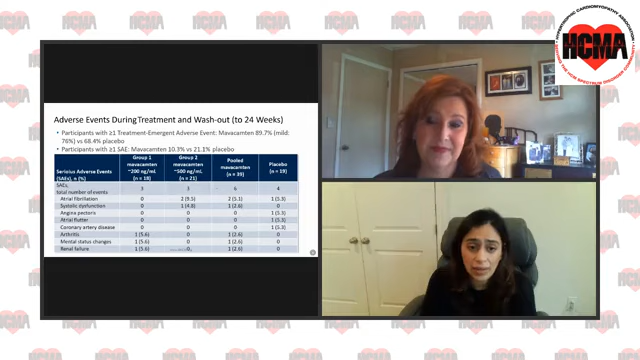 HYPERTROPHIC CARDIOMYOPATHY ASSOCIATION
HCMA
Adverse Events During Treatment and Wash-out (to 24 Weeks)
• Participants with ≥1 Treatment-Emergent Adverse Event: Mavacamten 89.7% (mild: 76%) vs 68.4% placebo
• Participants with ≥1 SAE: Mavacamten 10.3% vs 21.1% placebo
Serious Adverse Events (SAEs), n (%) Group 1 mavacamten ~200 ng/mL (n = 18) Group 2 mavacamten ~500 ng/mL (n = 21) Pooled mavacamten (n = 39) Placebo (n = 19)
SAEs, total number of events 3 3 6 4
Atrial fibrillation 0 2 (9.5) 2 (5.1) 1 (5.3)
Systolic dysfunction 0 1 (4.8) 1 (2.6) 0
Angina pectoris 0 0 0 1 (5.3)
Atrial flutter 0 0 0 1 (5.3)
Coronary artery disease 0 0 0 1 (5.3)
Arthritis 1 (5.6) 0 1 (2.6) 0
Mental status changes 1 (5.6) 0 1 (2.6) 0
Renal failure 1 (5.6) 0 1 (2.6) 0